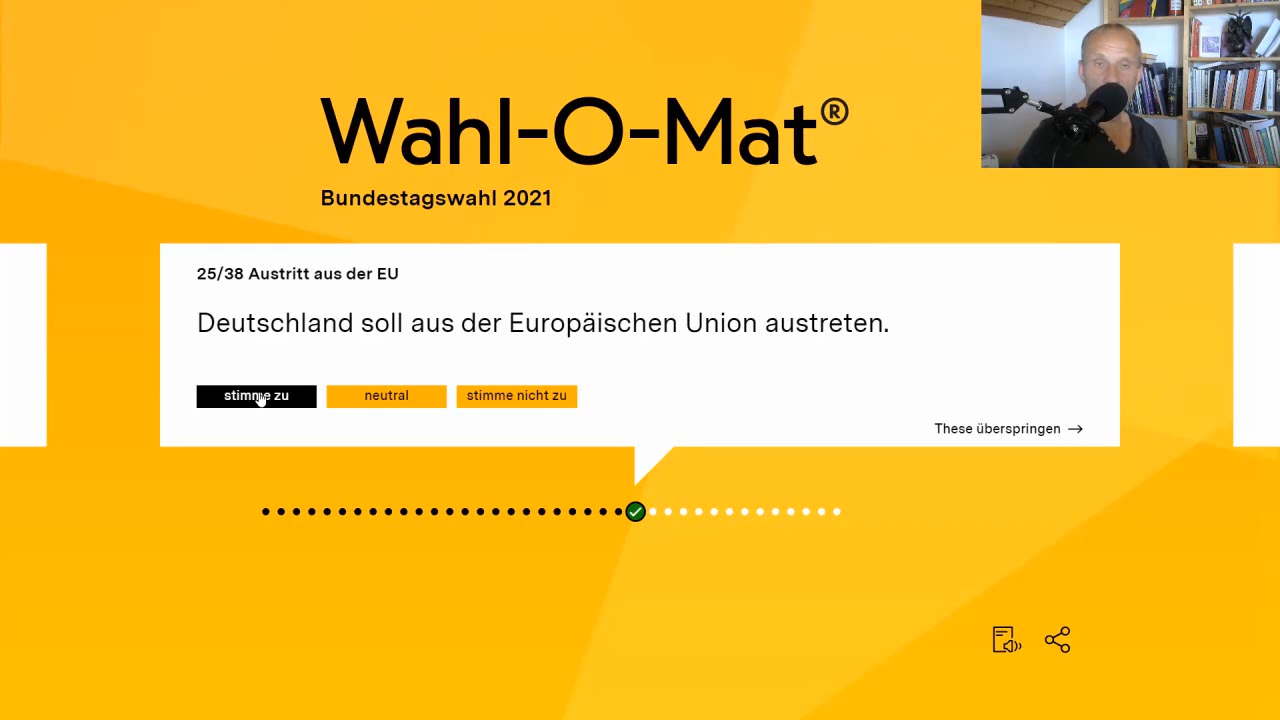 Wahl-O-Mat®
Bundestagswahl 2021
25/38 Austritt aus der EU
Deutschland soll aus der Europäischen Union austreten.
stimme zu
neutral
stimme nicht zu
These überspringen →